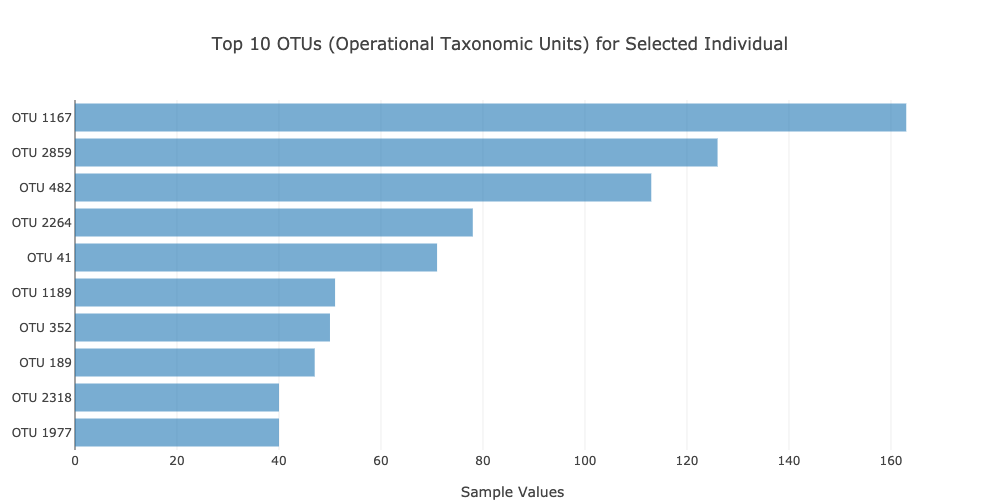 Top 10 OTUs (Operational Taxonomic Units) for Selected Individual
OTU 1167
OTU 2859
OTU 482
OTU 2264
OTU 41
OTU 1189
OTU 352
OTU 189
OTU 2318
OTU 1977
0 20 40 60 80 100 120 140 160
Sample Values